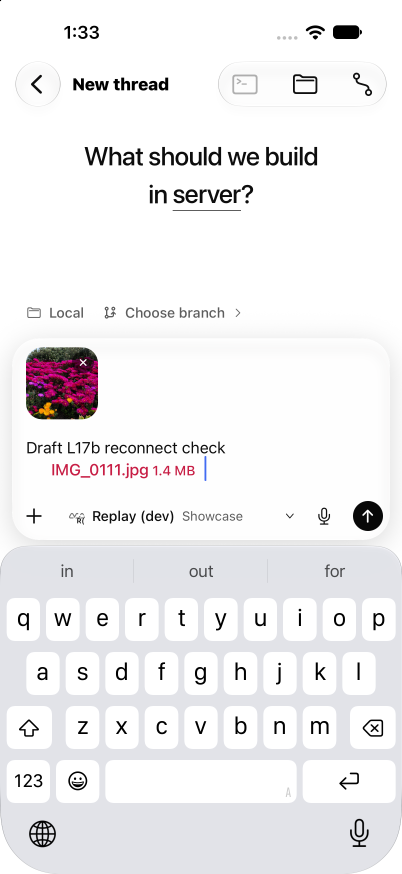 1:33
New thread
What should we build
in server?
Local
Choose branch
Draft L17b reconnect check
IMG_0111.jpg 1.4 MB
Replay (dev) Showcase
in
out
for
q w e r t y u i o p
a s d f g h j k l
z x c v b n m
123
A